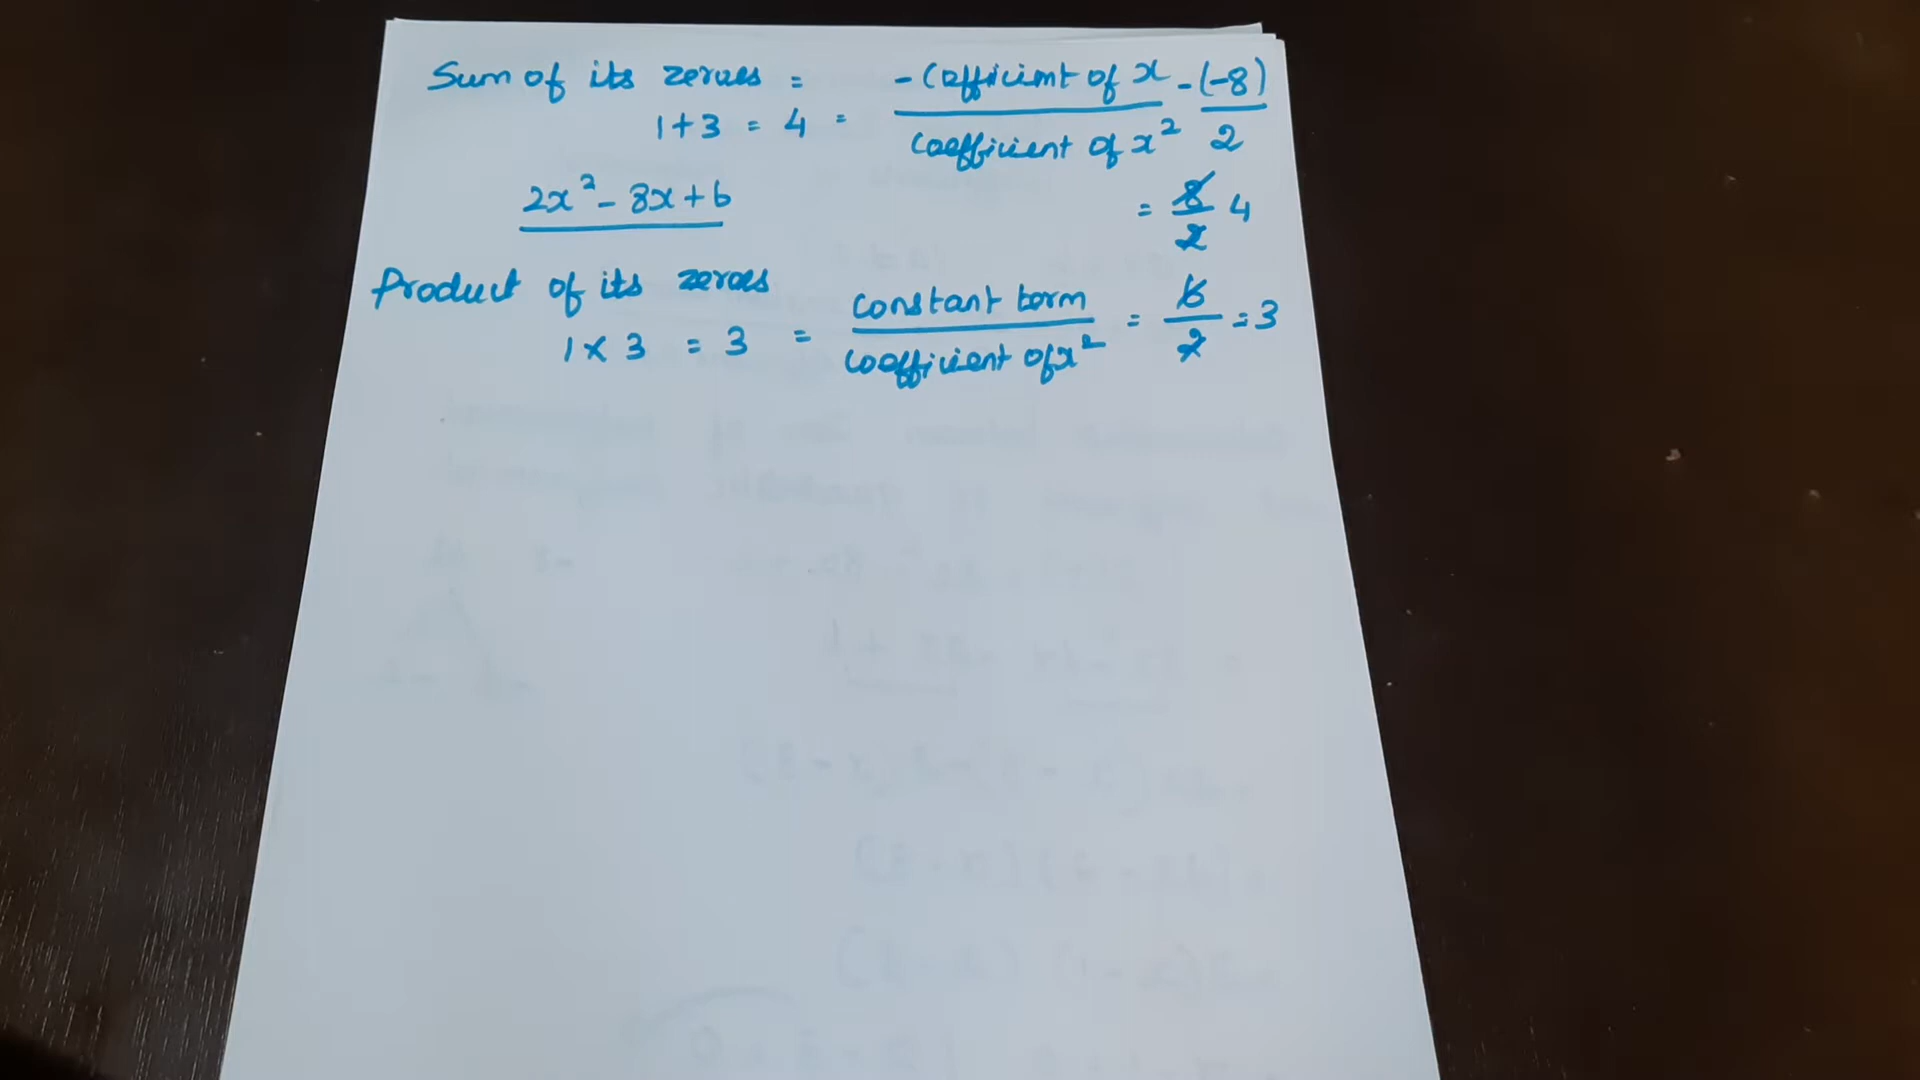 Sum of its zeroes = -Cofficient of x / coefficient of x² - (-8) / 2
1+3 = 4 =
2x² - 8x + 6
= 8/2 4
Product of its zeroes
1 × 3 = 3 = constant term / coefficient of x² = 6/2 = 3